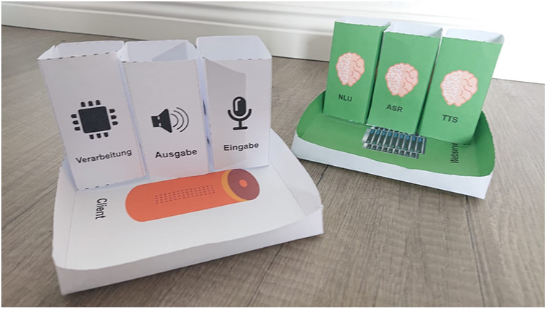 Verarbeitung
Ausgabe
Eingabe
Client
NLU
ASR
TTS